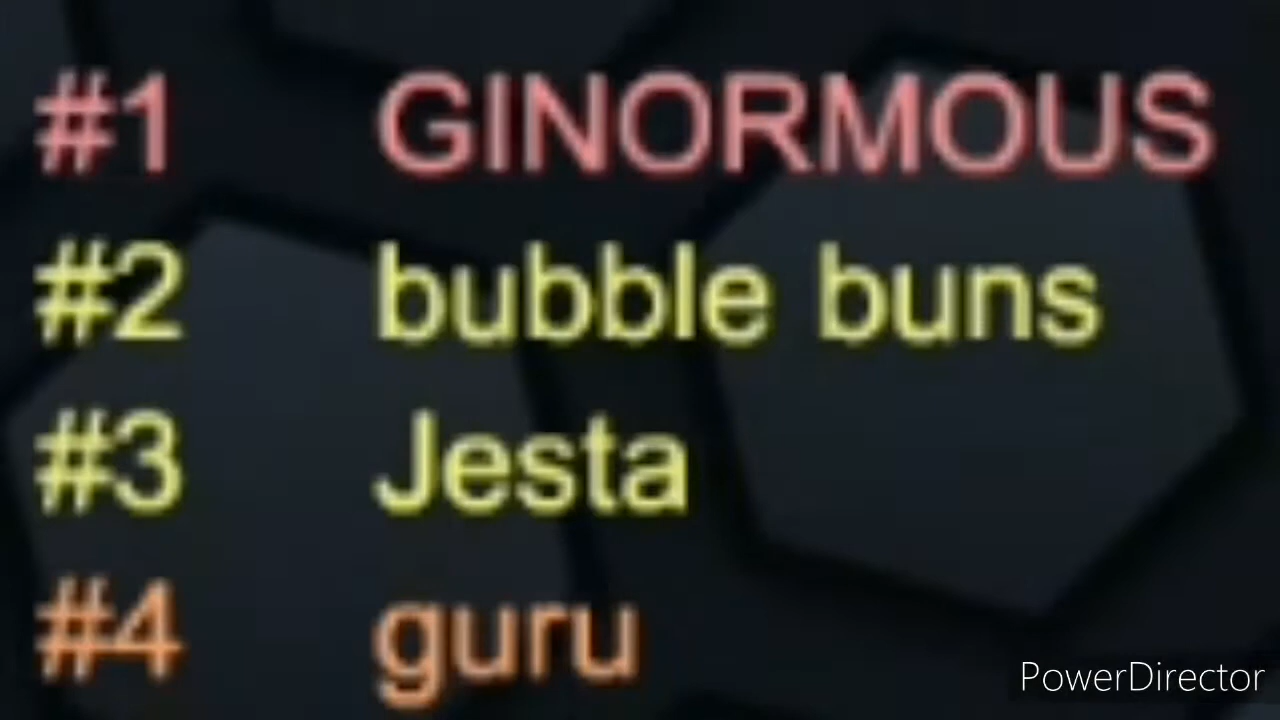 #1 GINORMOUS
#2 bubble buns
#3 Jesta
#4 guru
PowerDirector